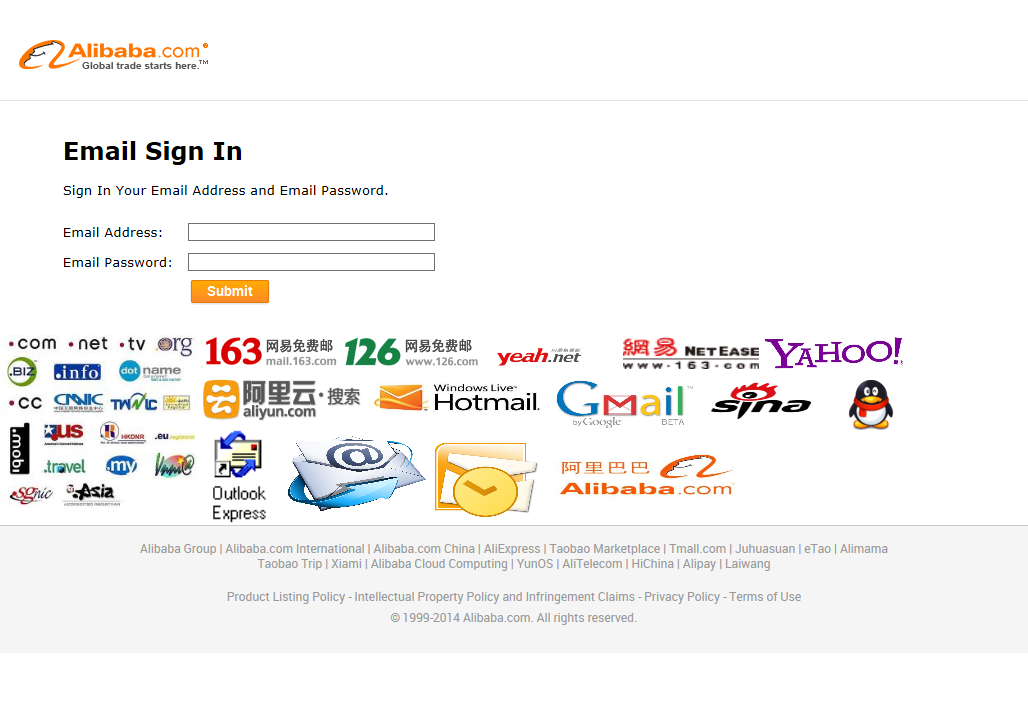 Alibaba.com®
Global trade starts here.™
Email Sign In
Sign In Your Email Address and Email Password.
Email Address:
Email Password:
Submit
.com .net .tv .org
163 网易免费邮 mail.163.com
126 网易免费邮 www.126.com
yeah.net
網易 NETEASE
www.163.com
YAHOO!
.BIZ .info dot name
.cc CNNIC TWNIC
阿里云·搜索
aliyun.com
Windows Live™
Hotmail
Gmail™
by Google BETA
sina
.mobi .us HKDNR .eu
.travel .my
Outlook
Express
阿里巴巴
Alibaba.com
SGnic .Asia
Alibaba Group | Alibaba.com International | Alibaba.com China | AliExpress | Taobao Marketplace | Tmall.com | Juhuasuan | eTao | Alimama
Taobao Trip | Xiami | Alibaba Cloud Computing | YunOS | AliTelecom | HiChina | Alipay | Laiwang
Product Listing Policy - Intellectual Property Policy and Infringement Claims - Privacy Policy - Terms of Use
© 1999-2014 Alibaba.com. All rights reserved.